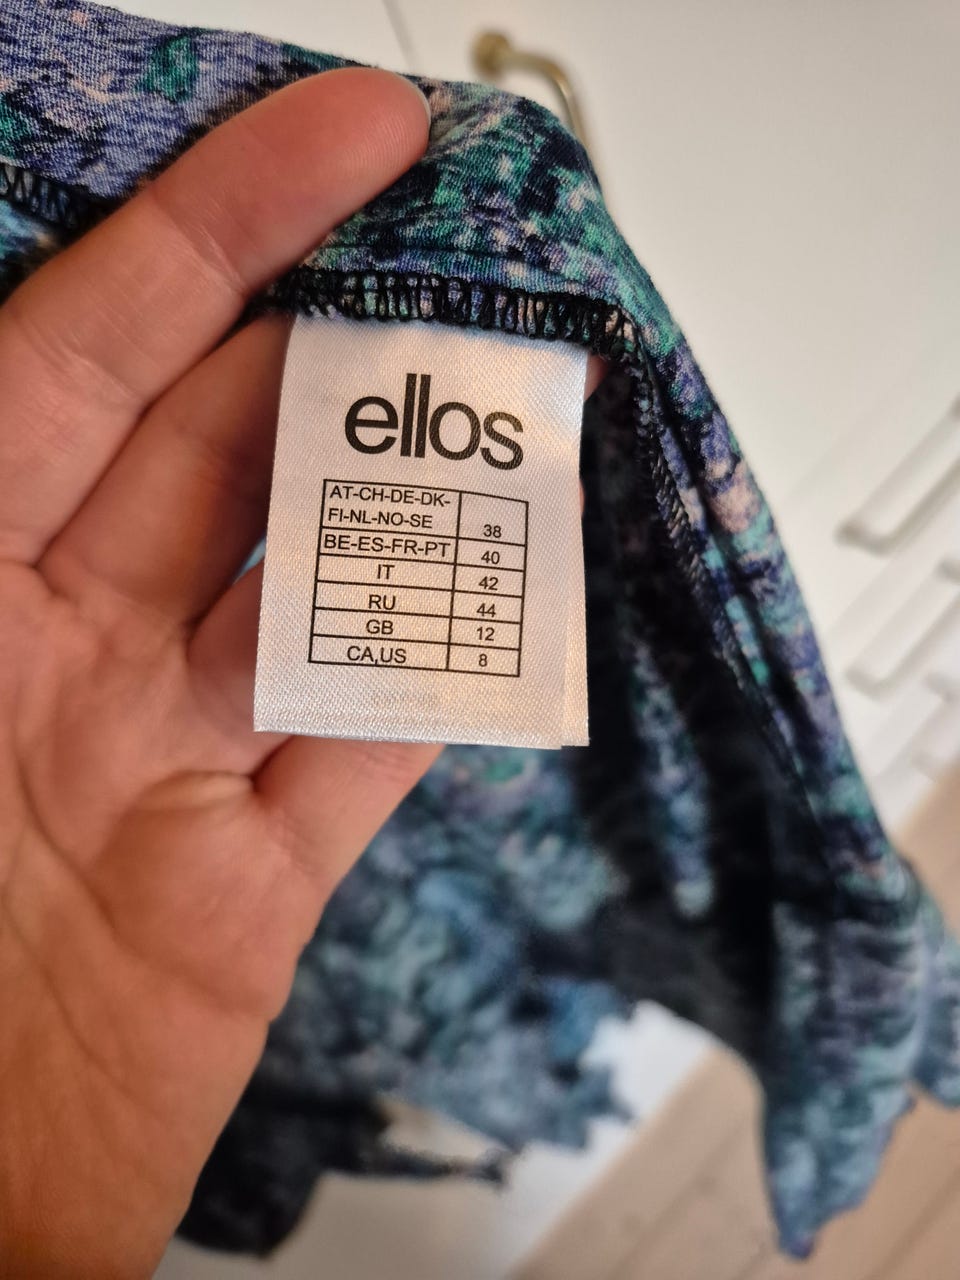 ellos
AT-CH-DE-DK-
FI-NL-NO-SE 38
BE-ES-FR-PT 40
IT 42
RU 44
GB 12
CA,US 8